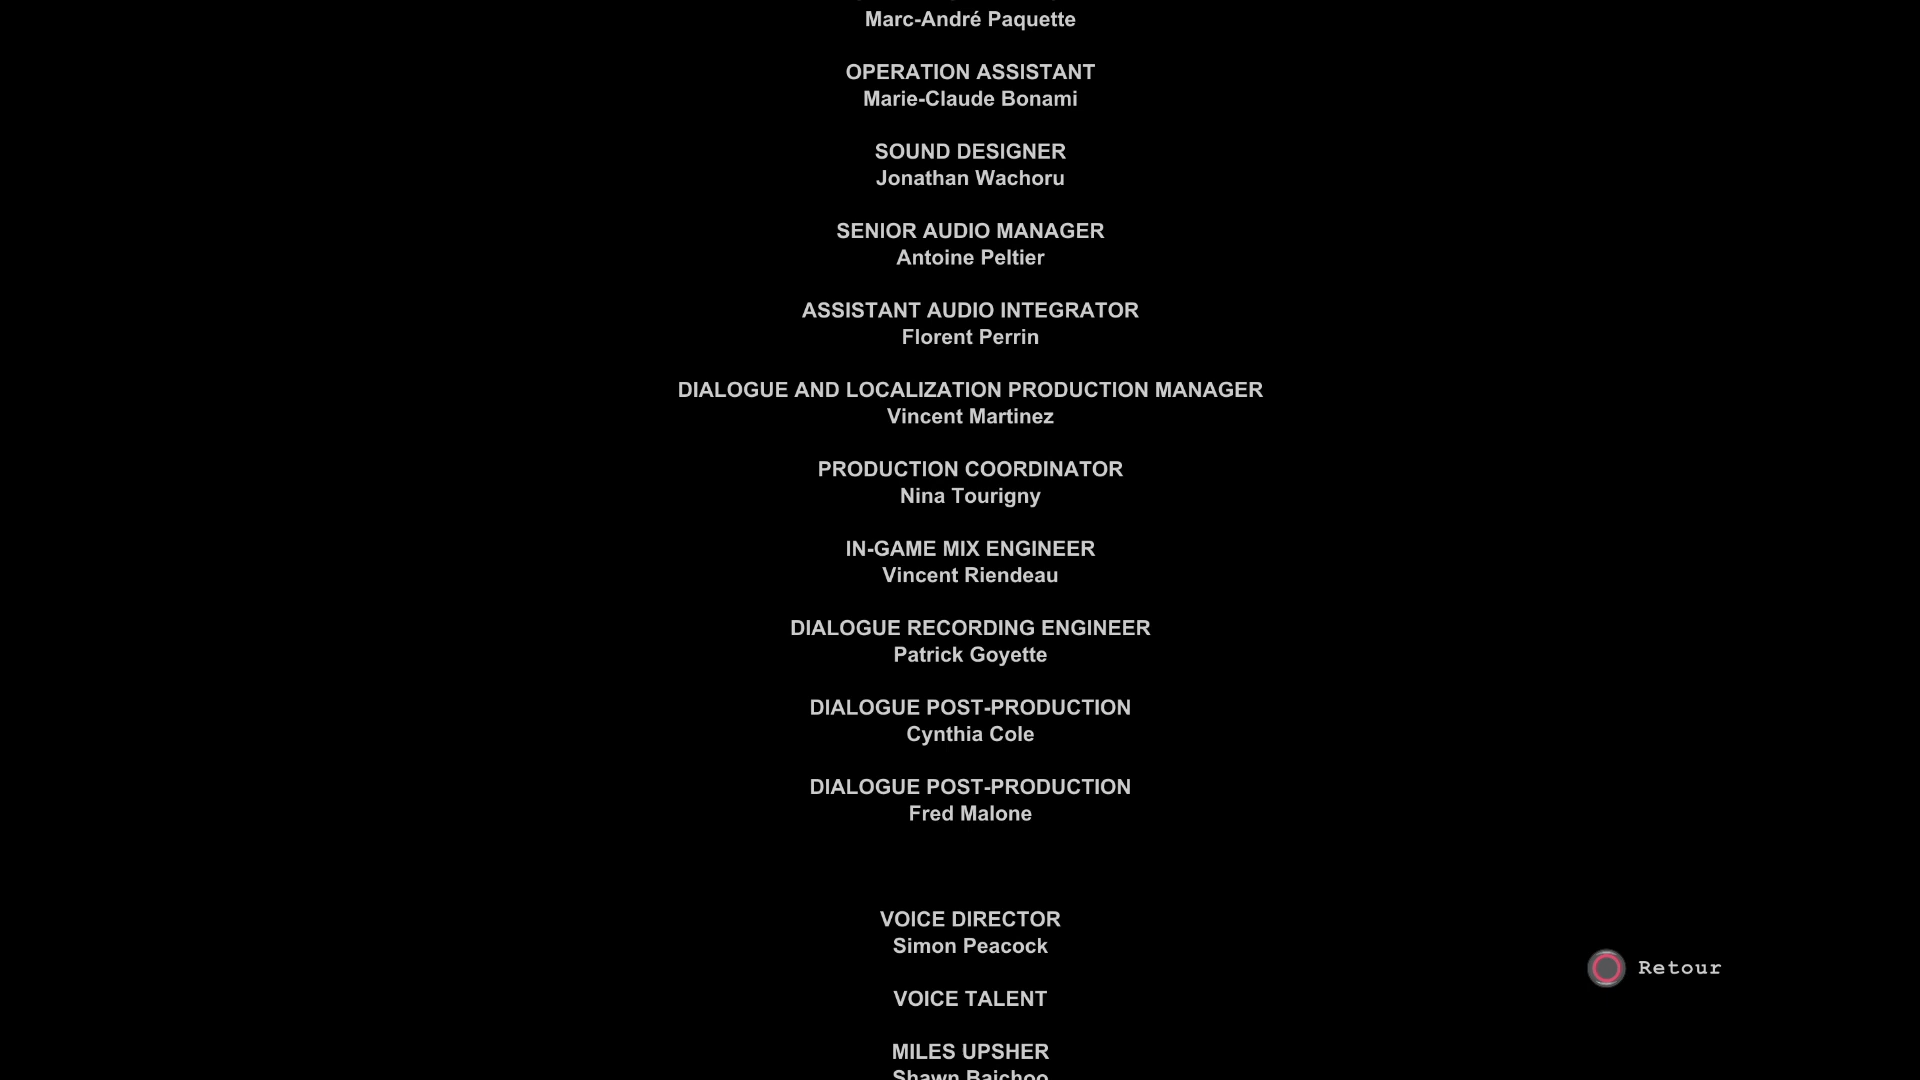 Marc-André Paquette
OPERATION ASSISTANT
Marie-Claude Bonami
SOUND DESIGNER
Jonathan Wachoru
SENIOR AUDIO MANAGER
Antoine Peltier
ASSISTANT AUDIO INTEGRATOR
Florent Perrin
DIALOGUE AND LOCALIZATION PRODUCTION MANAGER
Vincent Martinez
PRODUCTION COORDINATOR
Nina Tourigny
IN-GAME MIX ENGINEER
Vincent Riendeau
DIALOGUE RECORDING ENGINEER
Patrick Goyette
DIALOGUE POST-PRODUCTION
Cynthia Cole
DIALOGUE POST-PRODUCTION
Fred Malone
VOICE DIRECTOR
Simon Peacock
Retour
VOICE TALENT
MILES UPSHER
Shawn Baichoo